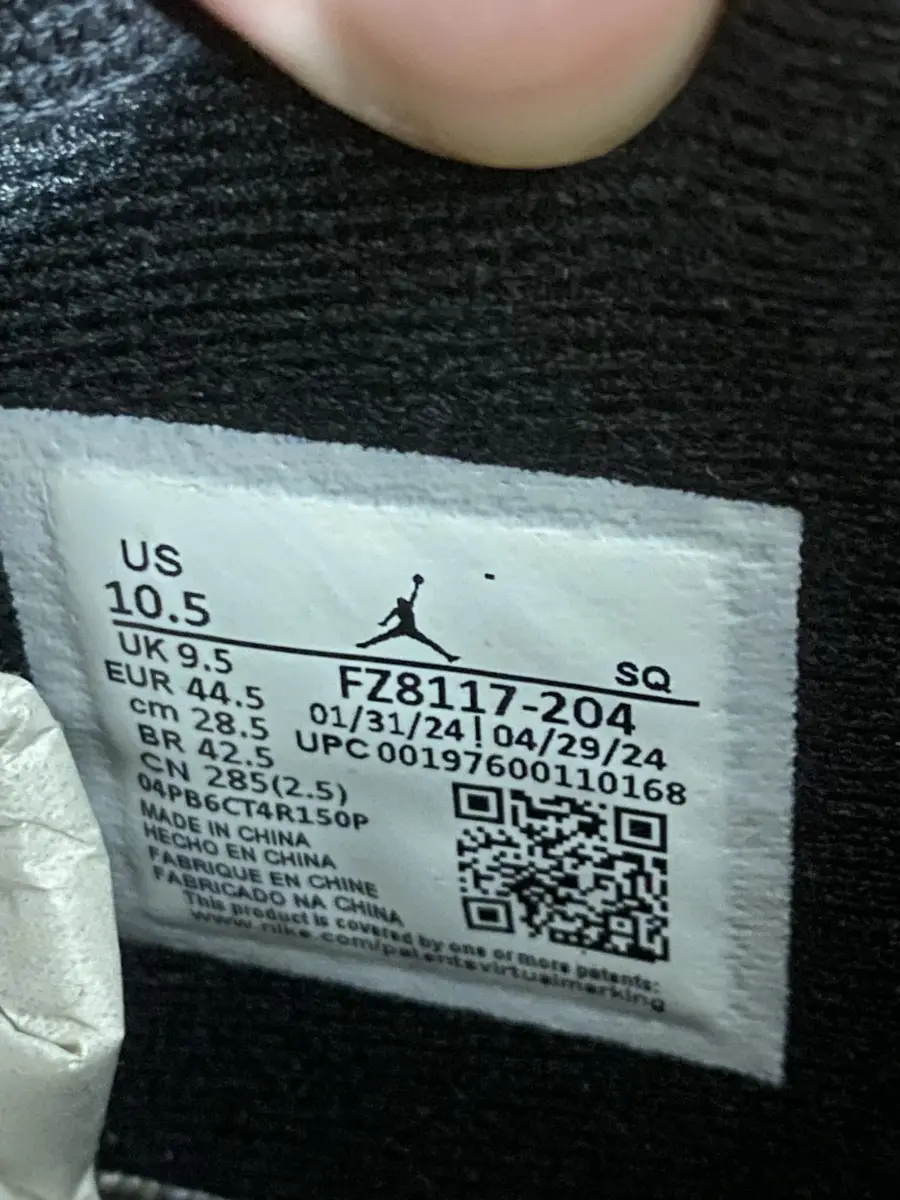 US
10.5
SQ
UK 9.5
FZ8117-204
EUR 44.5
01/31/24 | 04/29/24
cm 28.5
UPC 00197600110168
BR 42.5
CN 285(2.5)
04PB6CT4R150P
MADE IN CHINA
HECHO EN CHINA
FABRIQUE EN CHINE
FABRICADO NA CHINA
This product is covered by one or more patents:
www.nike.com/patentsvirtualmarking